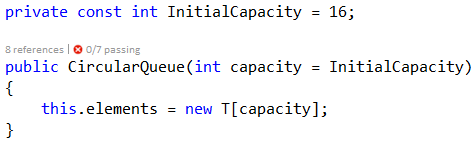 private const int InitialCapacity = 16;
8 references | 0/7 passing
public CircularQueue(int capacity = InitialCapacity)
{
    this.elements = new T[capacity];
}